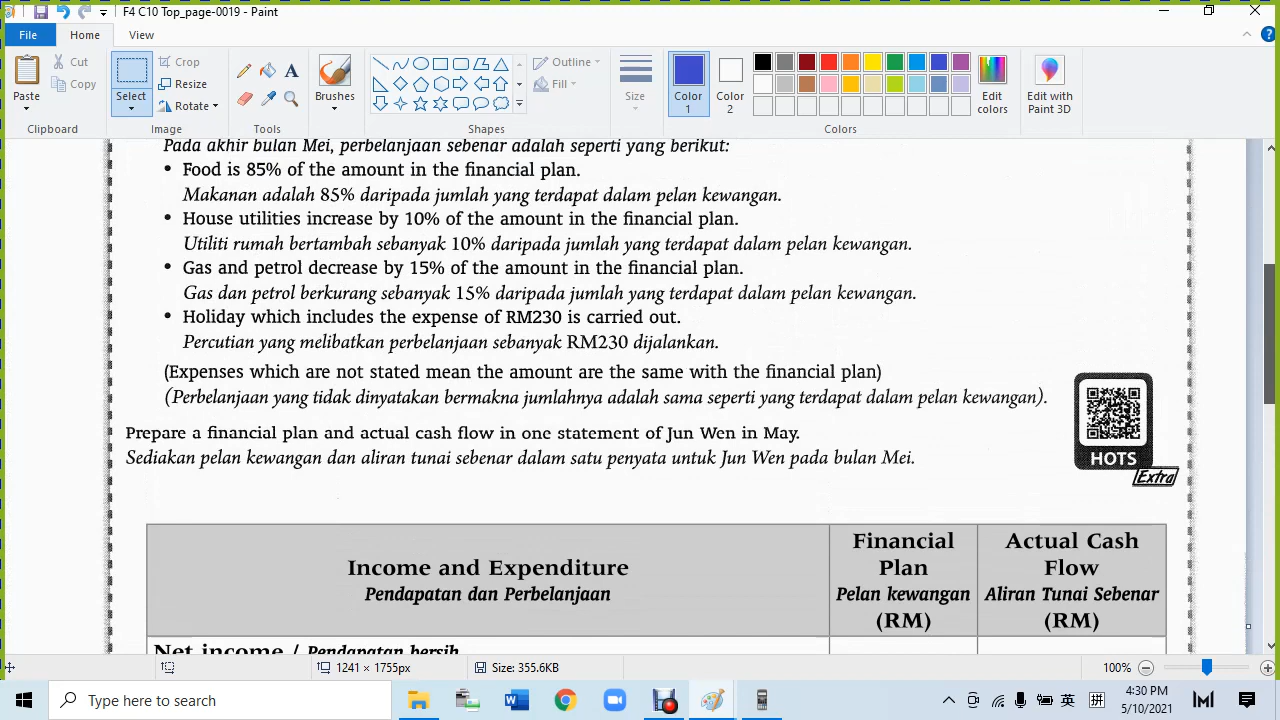 F4 C10 Top_page-0019 - Paint
File Home View
Paste
Cut
Copy
Clipboard
Select
Crop
Resize
Rotate
Image
Tools
Brushes
Shapes
Outline
Fill
Size
Color 1
Color 2
Colors
Edit colors
Edit with Paint 3D
Pada akhir bulan Mei, perbelanjaan sebenar adalah seperti yang berikut:
• Food is 85% of the amount in the financial plan.
Makanan adalah 85% daripada jumlah yang terdapat dalam pelan kewangan.
• House utilities increase by 10% of the amount in the financial plan.
Utiliti rumah bertambah sebanyak 10% daripada jumlah yang terdapat dalam pelan kewangan.
• Gas and petrol decrease by 15% of the amount in the financial plan.
Gas dan petrol berkurang sebanyak 15% daripada jumlah yang terdapat dalam pelan kewangan.
• Holiday which includes the expense of RM230 is carried out.
Percutian yang melibatkan perbelanjaan sebanyak RM230 dijalankan.
(Expenses which are not stated mean the amount are the same with the financial plan)
(Perbelanjaan yang tidak dinyatakan bermakna jumlahnya adalah sama seperti yang terdapat dalam pelan kewangan).
Prepare a financial plan and actual cash flow in one statement of Jun Wen in May.
Sediakan pelan kewangan dan aliran tunai sebenar dalam satu penyata untuk Jun Wen pada bulan Mei.
HOTS
Extra
Income and Expenditure
Pendapatan dan Perbelanjaan
Financial
Plan
Pelan kewangan
(RM)
Actual Cash
Flow
Aliran Tunai Sebenar
(RM)
Net income / Pendapatan bersih
1241 × 1755px
Size: 355.6KB
100%
Type here to search
英
拼
4:30 PM
5/10/2021